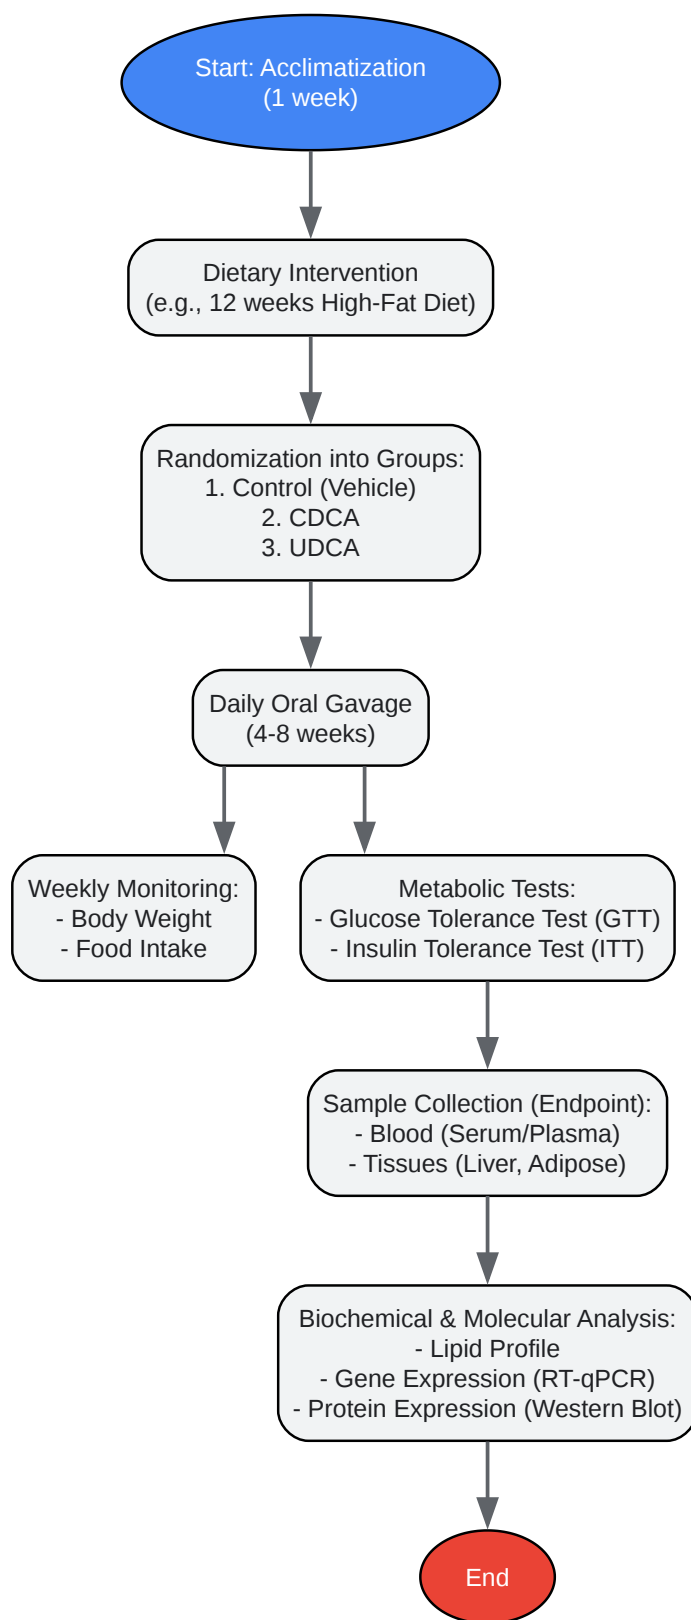 Start: Acclimatization
(1 week)
Dietary Intervention
(e.g., 12 weeks High-Fat Diet)
Randomization into Groups:
1. Control (Vehicle)
2. CDCA
3. UDCA
Daily Oral Gavage
(4-8 weeks)
Weekly Monitoring:
- Body Weight
- Food Intake
Metabolic Tests:
- Glucose Tolerance Test (GTT)
- Insulin Tolerance Test (ITT)
Sample Collection (Endpoint):
- Blood (Serum/Plasma)
- Tissues (Liver, Adipose)
Biochemical & Molecular Analysis:
- Lipid Profile
- Gene Expression (RT-qPCR)
- Protein Expression (Western Blot)
End